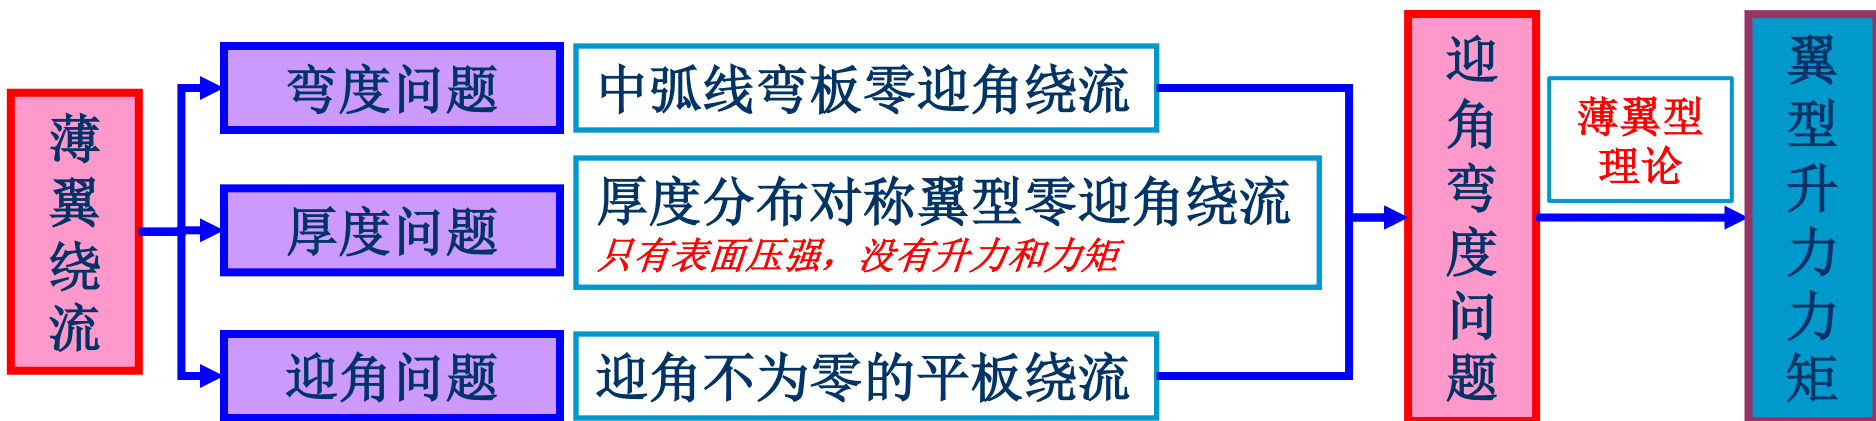 薄翼绕流
弯度问题
中弧线弯板零迎角绕流
厚度问题
厚度分布对称翼型零迎角绕流
只有表面压强，没有升力和力矩
迎角问题
迎角不为零的平板绕流
迎角弯度问题
薄翼型
理论
翼型升力力矩